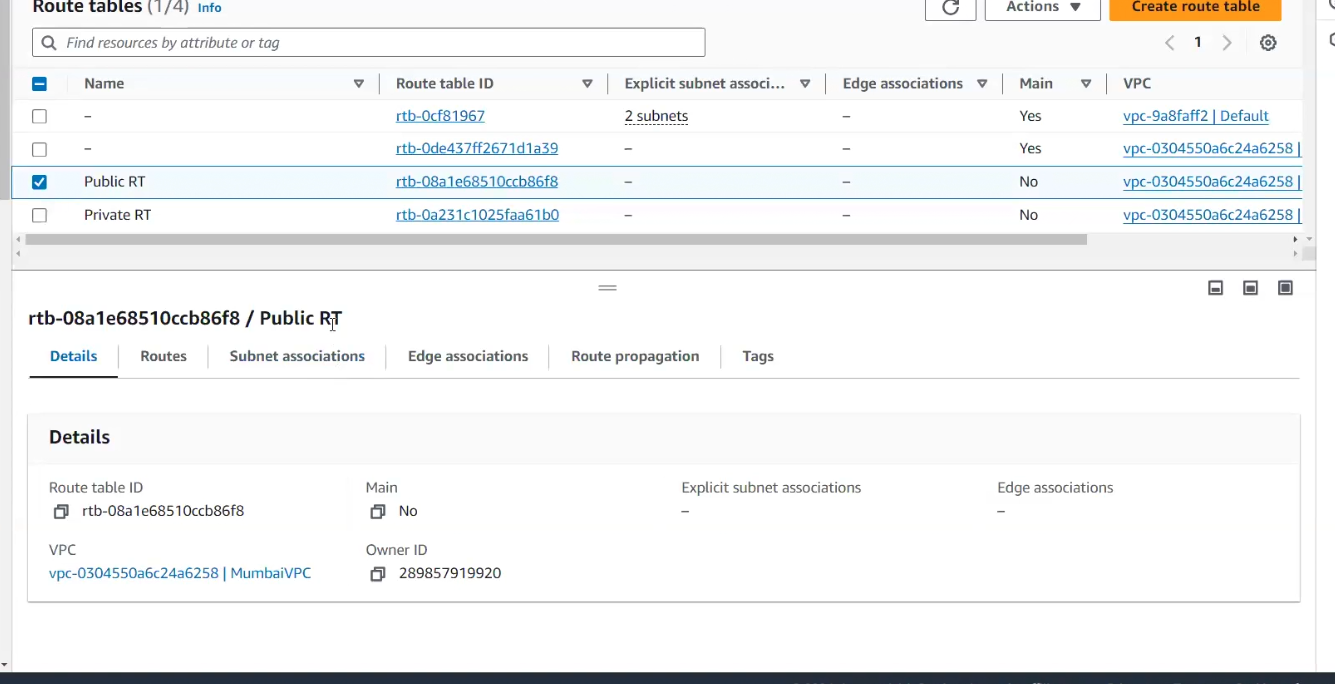 Route tables (1/4) Info
Actions
Create route table
Find resources by attribute or tag
1
Name Route table ID Explicit subnet associ... Edge associations Main VPC
– rtb-0cf81967 2 subnets – Yes vpc-9a8faff2 | Default
– rtb-0de437ff2671d1a39 – – Yes vpc-0304550a6c24a6258 |
Public RT rtb-08a1e68510ccb86f8 – – No vpc-0304550a6c24a6258 |
Private RT rtb-0a231c1025faa61b0 – – No vpc-0304550a6c24a6258 |
rtb-08a1e68510ccb86f8 / Public RT
Details Routes Subnet associations Edge associations Route propagation Tags
Details
Route table ID Main Explicit subnet associations Edge associations
rtb-08a1e68510ccb86f8 No – –
VPC Owner ID
vpc-0304550a6c24a6258 | MumbaiVPC 289857919920